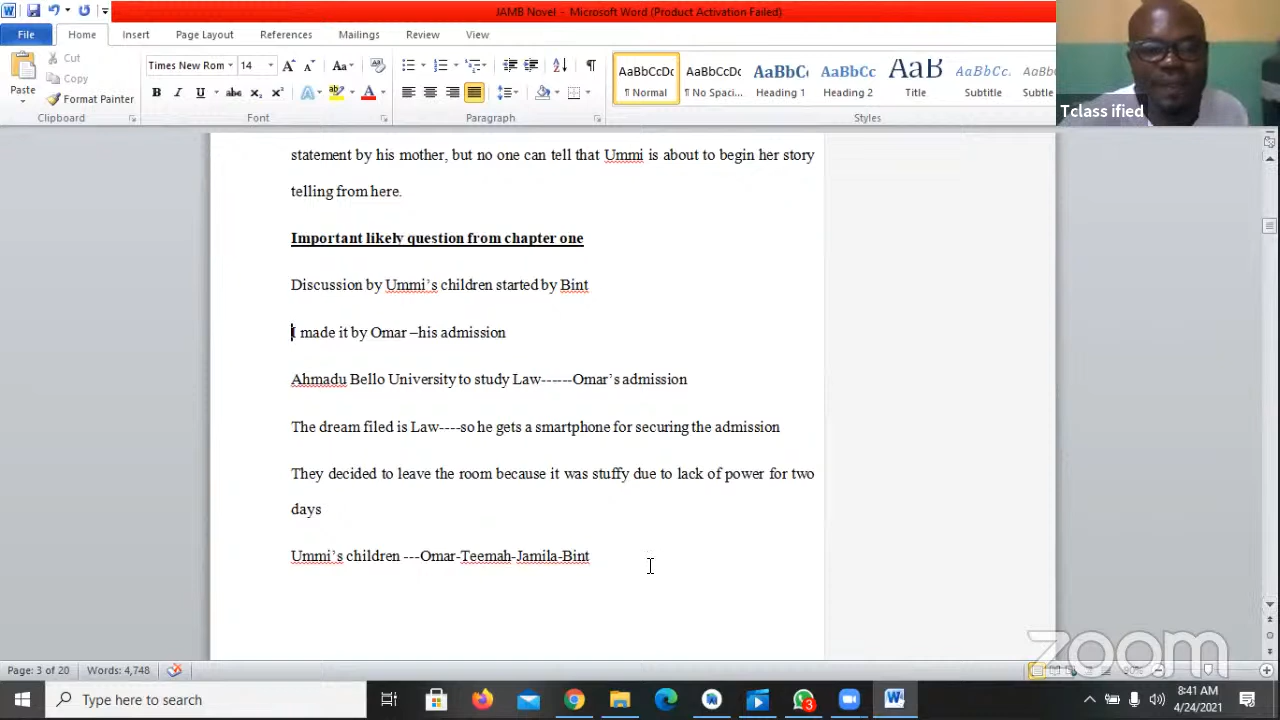 JAMB Novel - Microsoft Word (Product Activation Failed)
File Home Insert Page Layout References Mailings Review View
Cut
Copy
Format Painter
Paste
Clipboard
Times New Rom 14
Font
Paragraph
AaBbCcDc AaBbCcDc AaBbC AaBbCc AaB AaBbCcL AaBbCcDc
¶ Normal ¶ No Spaci... Heading 1 Heading 2 Title Subtitle Subtle
Styles
Tclass ified
statement by his mother, but no one can tell that Ummi is about to begin her story
telling from here.
Important likely question from chapter one
Discussion by Ummi’s children started by Bint
I made it by Omar –his admission
Ahmadu Bello University to study Law------Omar’s admission
The dream filed is Law----so he gets a smartphone for securing the admission
They decided to leave the room because it was stuffy due to lack of power for two
days
Ummi’s children ---Omar-Teemah-Jamila-Bint
zoom
Page: 3 of 20 Words: 4,748 90%
Type here to search
3
8:41 AM
4/24/2021